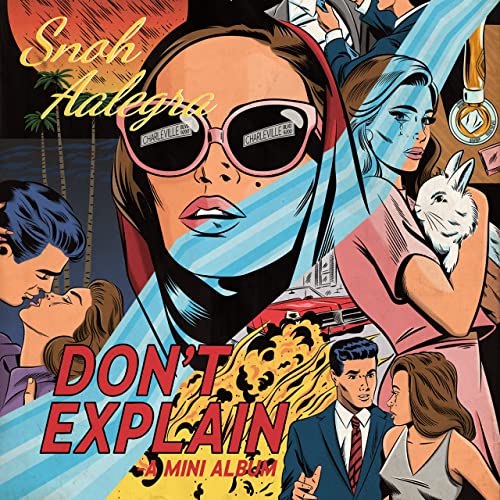 Snoh
Aalegra
CHARLEVILLE
CHARLEVILLE
DON'T
EXPLAIN
A MINI ALBUM